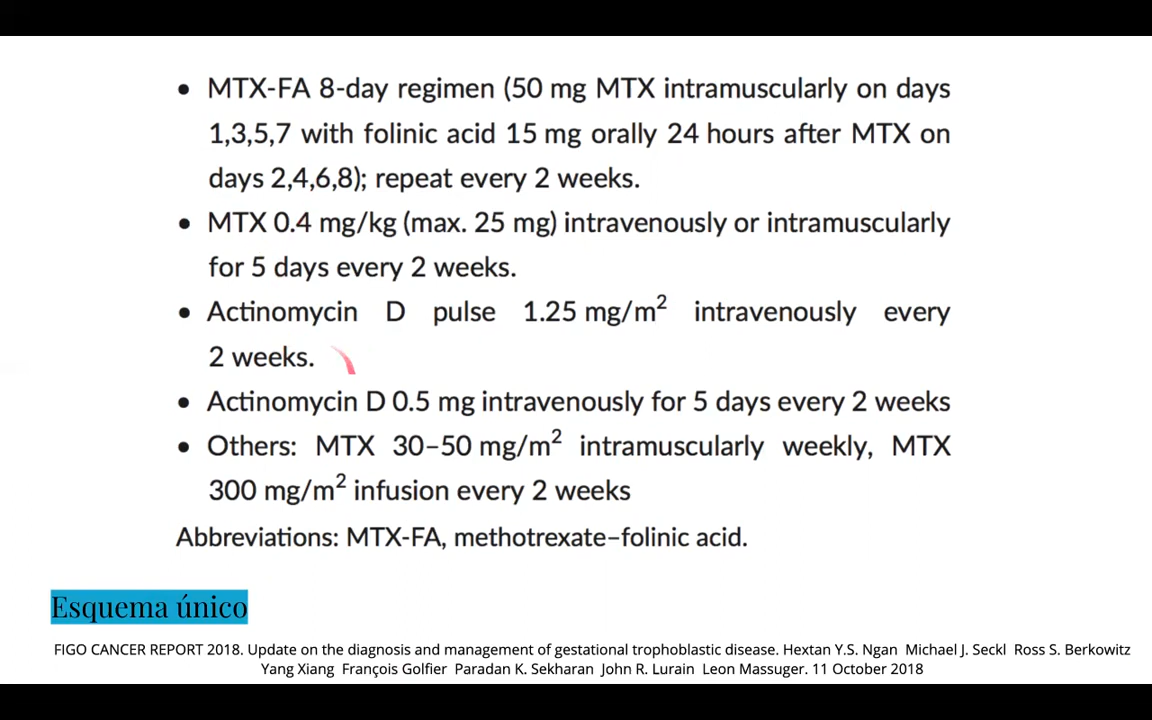 • MTX-FA 8-day regimen (50 mg MTX intramuscularly on days
1,3,5,7 with folinic acid 15 mg orally 24 hours after MTX on
days 2,4,6,8); repeat every 2 weeks.
• MTX 0.4 mg/kg (max. 25 mg) intravenously or intramuscularly
for 5 days every 2 weeks.
• Actinomycin D pulse 1.25 mg/m² intravenously every
2 weeks.
• Actinomycin D 0.5 mg intravenously for 5 days every 2 weeks
• Others: MTX 30–50 mg/m² intramuscularly weekly, MTX
300 mg/m² infusion every 2 weeks
Abbreviations: MTX-FA, methotrexate–folinic acid.
Esquema único
FIGO CANCER REPORT 2018. Update on the diagnosis and management of gestational trophoblastic disease. Hextan Y.S. Ngan Michael J. Seckl Ross S. Berkowitz
Yang Xiang François Golfier Paradan K. Sekharan John R. Lurain Leon Massuger. 11 October 2018